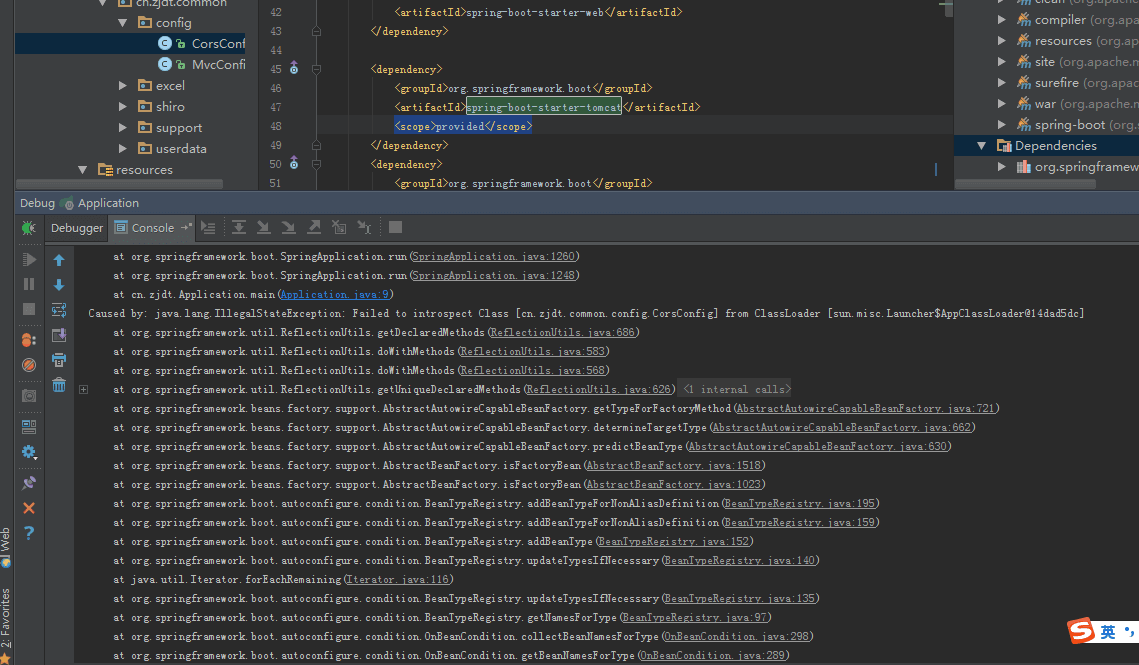 cn.zjdt.common
config
CorsConf
MvcConfi
excel
shiro
support
userdata
resources
42 <artifactId>spring-boot-starter-web</artifactId>
43 </dependency>
44
45 <dependency>
46 <groupId>org.springframework.boot</groupId>
47 <artifactId>spring-boot-starter-tomcat</artifactId>
48 <scope>provided</scope>
49 </dependency>
50 <dependency>
51 <groupId>org.springframework.boot</groupId>
clean (org.apache
compiler (org.apa
resources (org.ap
site (org.apache.m
surefire (org.apac
war (org.apache.n
spring-boot (org.s
Dependencies
org.springframew
Debug Application
Debugger Console
at org.springframework.boot.SpringApplication.run(SpringApplication.java:1260)
at org.springframework.boot.SpringApplication.run(SpringApplication.java:1248)
at cn.zjdt.Application.main(Application.java:9)
Caused by: java.lang.IllegalStateException: Failed to introspect Class [cn.zjdt.common.config.CorsConfig] from ClassLoader [sun.misc.Launcher$AppClassLoader@14dad5dc]
at org.springframework.util.ReflectionUtils.getDeclaredMethods(ReflectionUtils.java:686)
at org.springframework.util.ReflectionUtils.doWithMethods(ReflectionUtils.java:583)
at org.springframework.util.ReflectionUtils.doWithMethods(ReflectionUtils.java:568)
at org.springframework.util.ReflectionUtils.getUniqueDeclaredMethods(ReflectionUtils.java:626) <1 internal calls>
at org.springframework.beans.factory.support.AbstractAutowireCapableBeanFactory.getTypeForFactoryMethod(AbstractAutowireCapableBeanFactory.java:721)
at org.springframework.beans.factory.support.AbstractAutowireCapableBeanFactory.determineTargetType(AbstractAutowireCapableBeanFactory.java:662)
at org.springframework.beans.factory.support.AbstractAutowireCapableBeanFactory.predictBeanType(AbstractAutowireCapableBeanFactory.java:630)
at org.springframework.beans.factory.support.AbstractBeanFactory.isFactoryBean(AbstractBeanFactory.java:1518)
at org.springframework.beans.factory.support.AbstractBeanFactory.isFactoryBean(AbstractBeanFactory.java:1023)
at org.springframework.boot.autoconfigure.condition.BeanTypeRegistry.addBeanTypeForNonAliasDefinition(BeanTypeRegistry.java:195)
at org.springframework.boot.autoconfigure.condition.BeanTypeRegistry.addBeanTypeForNonAliasDefinition(BeanTypeRegistry.java:159)
at org.springframework.boot.autoconfigure.condition.BeanTypeRegistry.addBeanType(BeanTypeRegistry.java:152)
at org.springframework.boot.autoconfigure.condition.BeanTypeRegistry.updateTypesIfNecessary(BeanTypeRegistry.java:140)
at java.util.Iterator.forEachRemaining(Iterator.java:116)
at org.springframework.boot.autoconfigure.condition.BeanTypeRegistry.updateTypesIfNecessary(BeanTypeRegistry.java:135)
at org.springframework.boot.autoconfigure.condition.BeanTypeRegistry.getNamesForType(BeanTypeRegistry.java:97)
at org.springframework.boot.autoconfigure.condition.OnBeanCondition.collectBeanNamesForType(OnBeanCondition.java:298)
at org.springframework.boot.autoconfigure.condition.OnBeanCondition.getBeanNamesForType(OnBeanCondition.java:289)
Web
2: Favorites
英